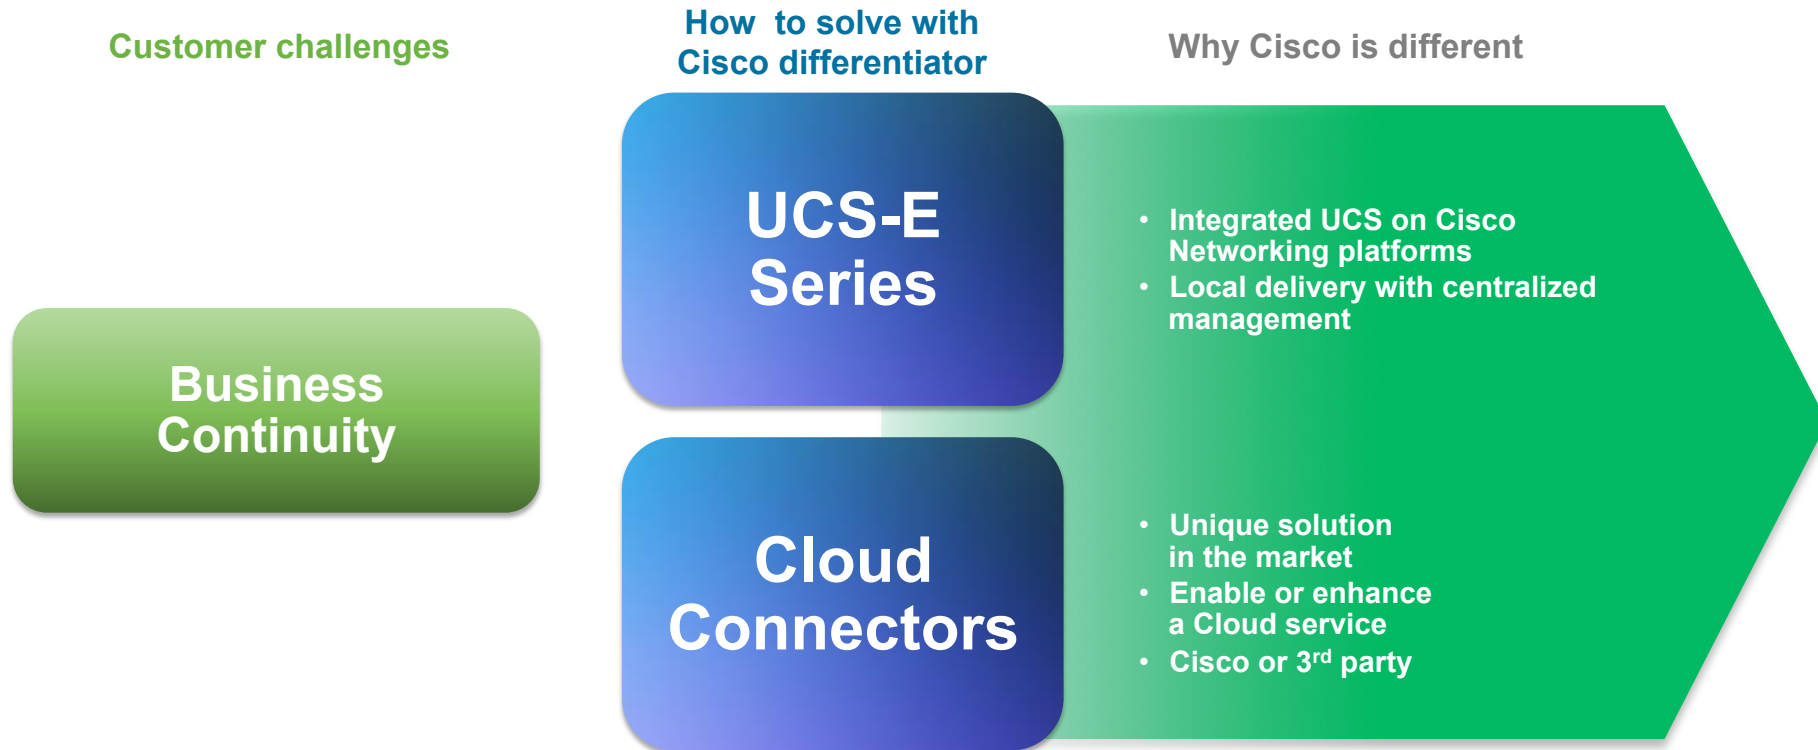 Customer challenges
How  to solve with
Cisco differentiator
Why Cisco is different
Business
Continuity
UCS-E
Series
• Integrated UCS on Cisco
Networking platforms
• Local delivery with centralized
management
Cloud
Connectors
• Unique solution
in the market
• Enable or enhance
a Cloud service
• Cisco or 3rd party